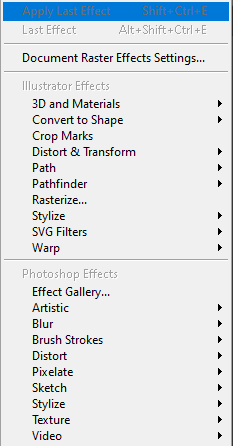 Apply Last Effect Shift+Ctrl+E
Last Effect Alt+Shift+Ctrl+E
Document Raster Effects Settings...
Illustrator Effects
3D and Materials
Convert to Shape
Crop Marks
Distort & Transform
Path
Pathfinder
Rasterize...
Stylize
SVG Filters
Warp
Photoshop Effects
Effect Gallery...
Artistic
Blur
Brush Strokes
Distort
Pixelate
Sketch
Stylize
Texture
Video